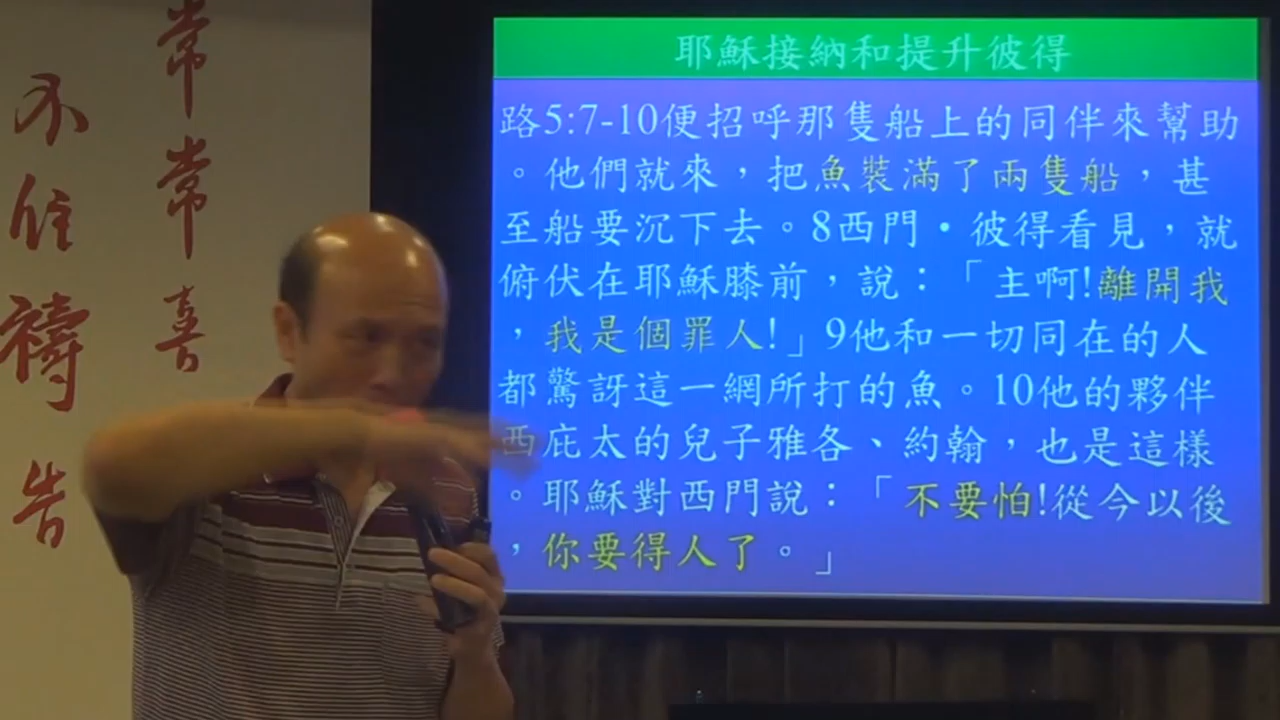 常常喜
不住禱告
耶穌接納和提升彼得
路5:7-10便招呼那隻船上的同伴來幫助
。他們就來，把魚裝滿了兩隻船，甚
至船要沉下去。8西門•彼得看見，就
俯伏在耶穌膝前，說：「主啊!離開我
，我是個罪人!」9他和一切同在的人
都驚訝這一網所打的魚。10他的夥伴
西庇太的兒子雅各、約翰，也是這樣
。耶穌對西門說：「不要怕!從今以後
，你要得人了。」